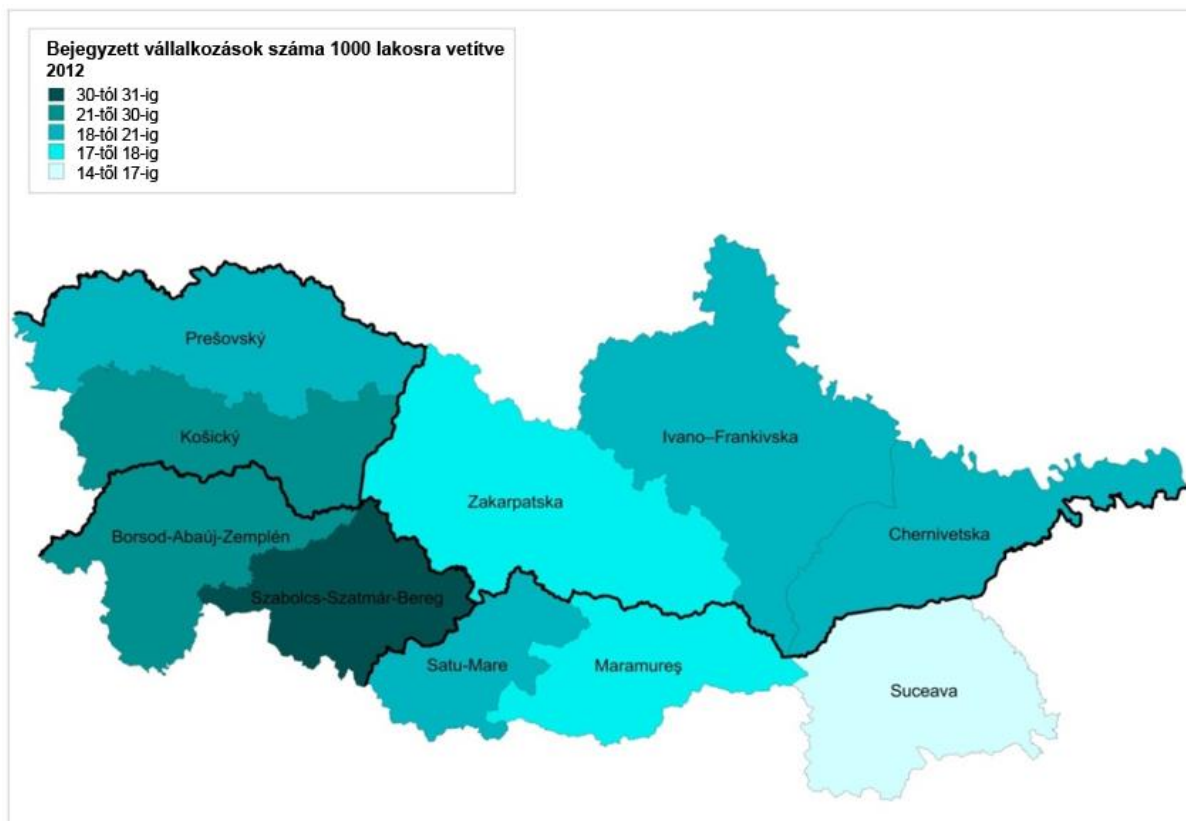 Bejegyzett vállalkozások száma 1000 lakosra vetítve
2012
30-tól 31-ig
21-től 30-ig
18-tól 21-ig
17-től 18-ig
14-től 17-ig
Prešovský
Košický
Ivano–Frankivska
Zakarpatska
Borsod-Abaúj-Zemplén
Chernivetska
Szabolcs-Szatmár-Bereg
Satu-Mare
Maramureş
Suceava